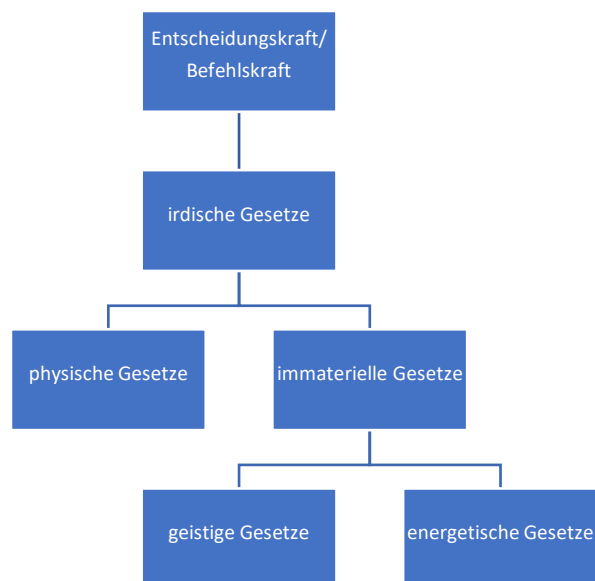 Entscheidungskraft/
Befehlskraft
irdische Gesetze
physische Gesetze
immaterielle Gesetze
geistige Gesetze
energetische Gesetze